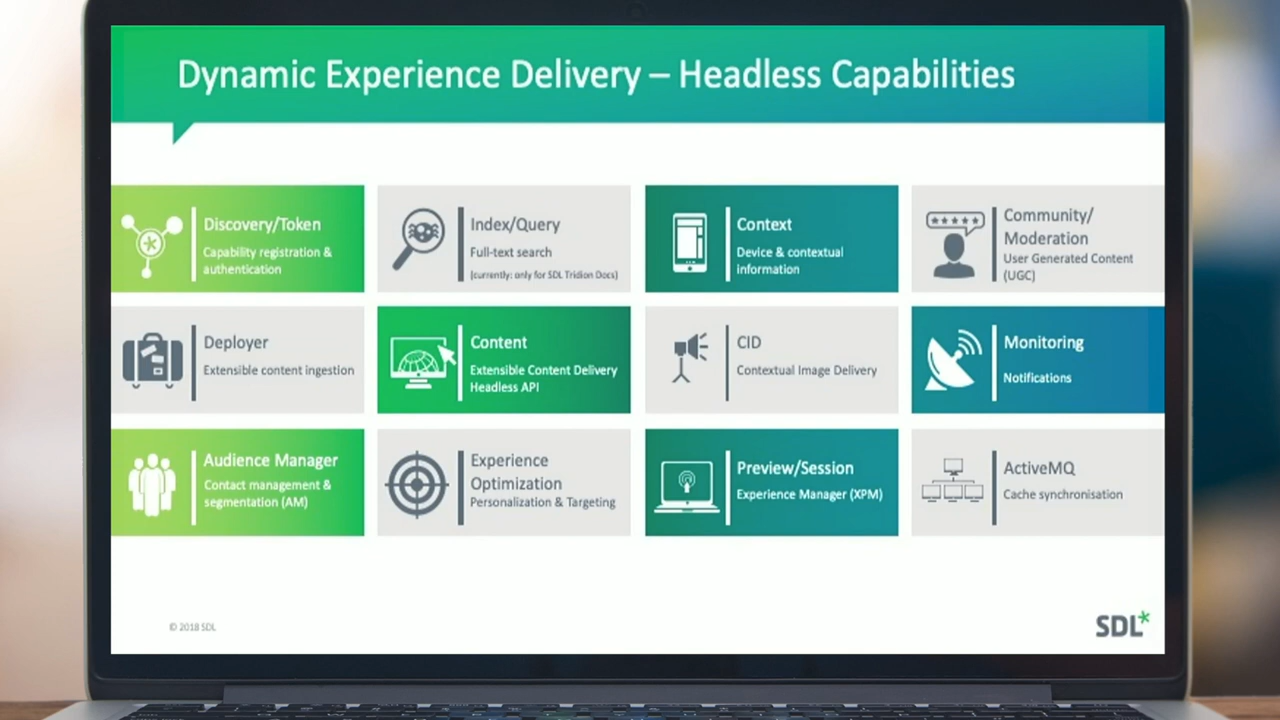 Dynamic Experience Delivery – Headless Capabilities
Discovery/Token
Capability registration &
authentication
Index/Query
Full-text search
(currently: only for SDL Tridion Docs)
Context
Device & contextual
information
Community/
Moderation
User Generated Content
(UGC)
Deployer
Extensible content ingestion
Content
Extensible Content Delivery
Headless API
CID
Contextual Image Delivery
Monitoring
Notifications
Audience Manager
Contact management &
segmentation (AM)
Experience
Optimization
Personalization & Targeting
Preview/Session
Experience Manager (XPM)
ActiveMQ
Cache synchronisation
© 2018 SDL
SDL*